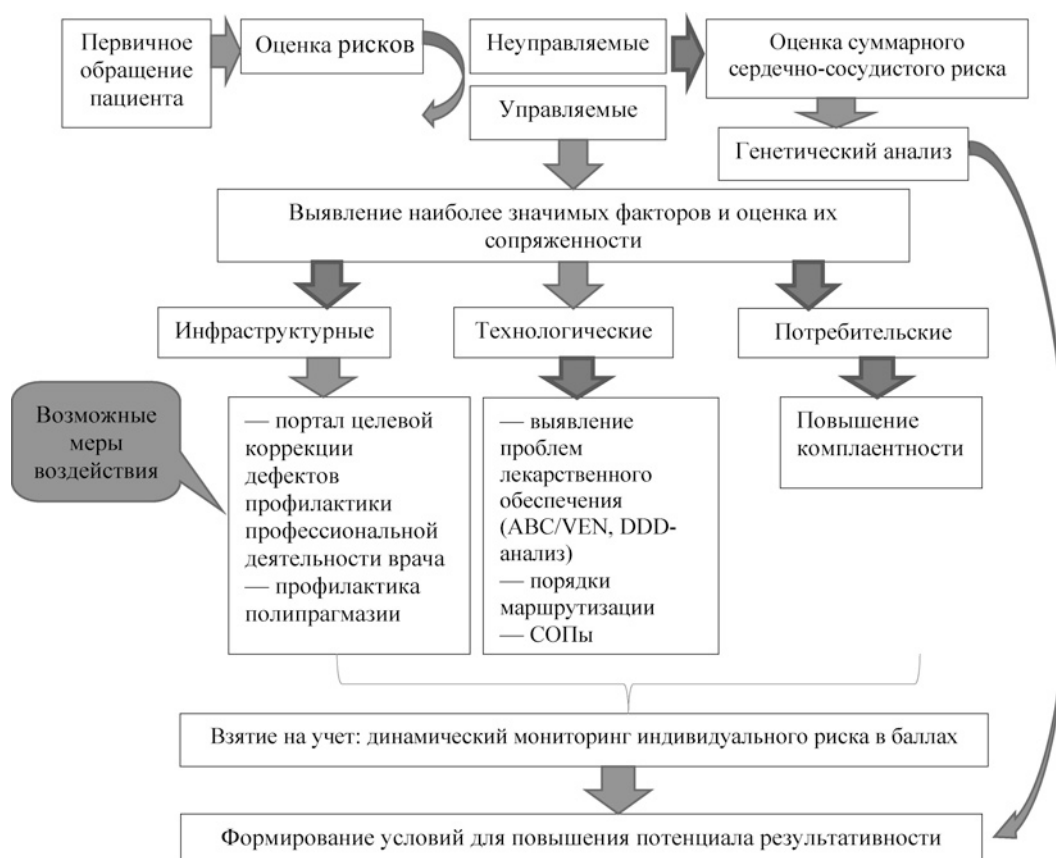 Первичное
обращение
пациента
Оценка рисков
Неуправляемые
Управляемые
Оценка суммарного
сердечно-сосудистого риска
Генетический анализ
Выявление наиболее значимых факторов и оценка их
сопряженности
Инфраструктурные
Технологические
Потребительские
Возможные
меры
воздействия
— портал целевой
коррекции
дефектов
профилактики
профессиональной
деятельности врача
— профилактика
полипрагмазии
— выявление
проблем
лекарственного
обеспечения
(ABC/VEN, DDD-
анализ)
— порядки
маршрутизации
— СОПы
Повышение
комплаентности
Взятие на учет: динамический мониторинг индивидуального риска в баллах
Формирование условий для повышения потенциала результативности